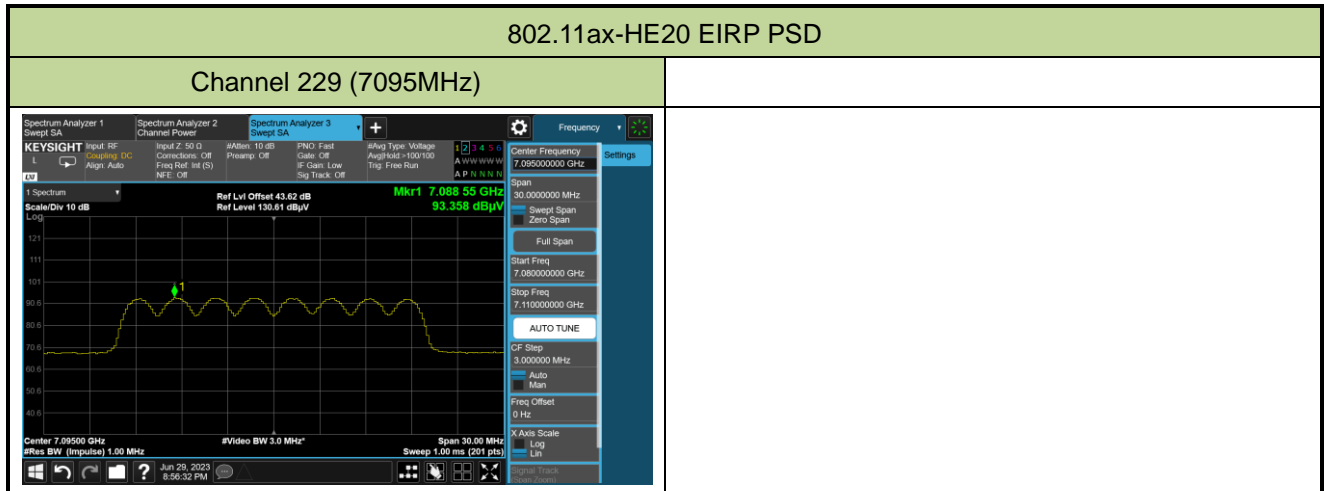 802.11ax-HE20 EIRP PSD
Channel 229 (7095MHz)
Spectrum Analyzer 1
Swept SA
Spectrum Analyzer 2
Channel Power
Spectrum Analyzer 3
Swept SA
+
Frequency
KEYSIGHT
L
LXI
Input: RF
Coupling: DC
Align: Auto
Input Z: 50 Ω
Corrections: Off
Freq Ref: Int (S)
NFE: Off
#Atten: 10 dB
Preamp: Off
PNO: Fast
Gate: Off
IF Gain: Low
Sig Track: Off
#Avg Type: Voltage
Avg|Hold:>100/100
Trig: Free Run
1 2 3 4 5 6
A W W W W W
A P N N N N
Center Frequency
7.095000000 GHz
Settings
1 Spectrum
Scale/Div 10 dB
Log
Ref Lvl Offset 43.62 dB
Ref Level 130.61 dBµV
Mkr1 7.088 55 GHz
93.358 dBµV
Span
30.0000000 MHz
Swept Span
Zero Span
Full Span
Start Freq
7.080000000 GHz
Stop Freq
7.110000000 GHz
AUTO TUNE
CF Step
3.000000 MHz
Auto
Man
Freq Offset
0 Hz
X Axis Scale
Log
Lin
Signal Track
(Span Zoom)
121
111
101
90.6
80.6
70.6
60.6
50.6
40.6
1
Center 7.09500 GHz
#Res BW (Impulse) 1.00 MHz
#Video BW 3.0 MHz*
Span 30.00 MHz
Sweep 1.00 ms (201 pts)
?
Jun 29, 2023
8:56:32 PM